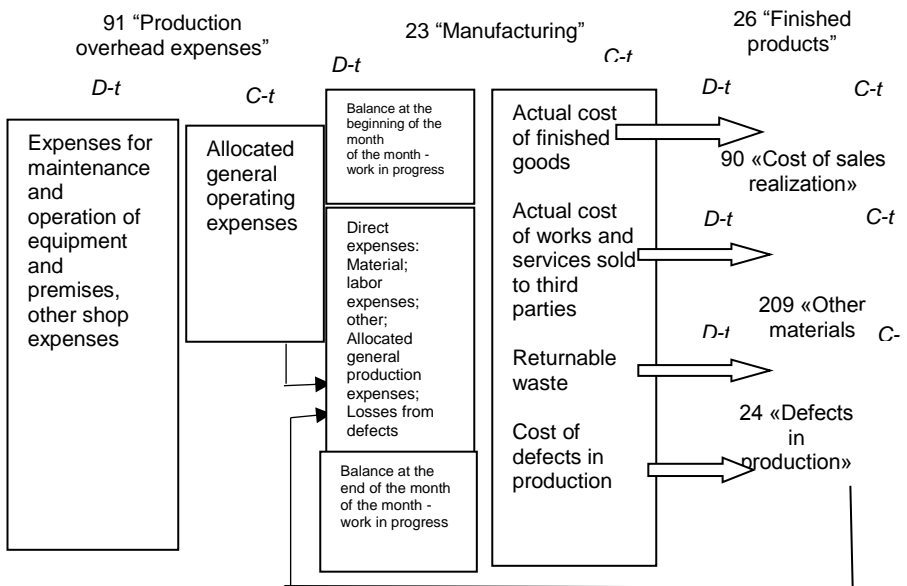 91 “Production
overhead expenses”
D-t
C-t
Expenses for
maintenance
and
operation of
equipment
and
premises,
other shop
expenses
Allocated
general
operating
expenses
23 “Manufacturing”
D-t
C-t
Balance at the
beginning of the
month
of the month -
work in progress
Direct
expenses:
Material;
labor
expenses;
other;
Allocated
general
production
expenses;
Losses from
defects
Balance at the
end of the month
of the month -
work in progress
Actual cost
of finished
goods
Actual cost
of works and
services sold
to third
parties
Returnable
waste
Cost of
defects in
production
26 “Finished
products”
D-t
C-t
90 «Cost of sales
realization»
D-t
C-t
209 «Other
materials
D-t
C-
24 «Defects
in
production»